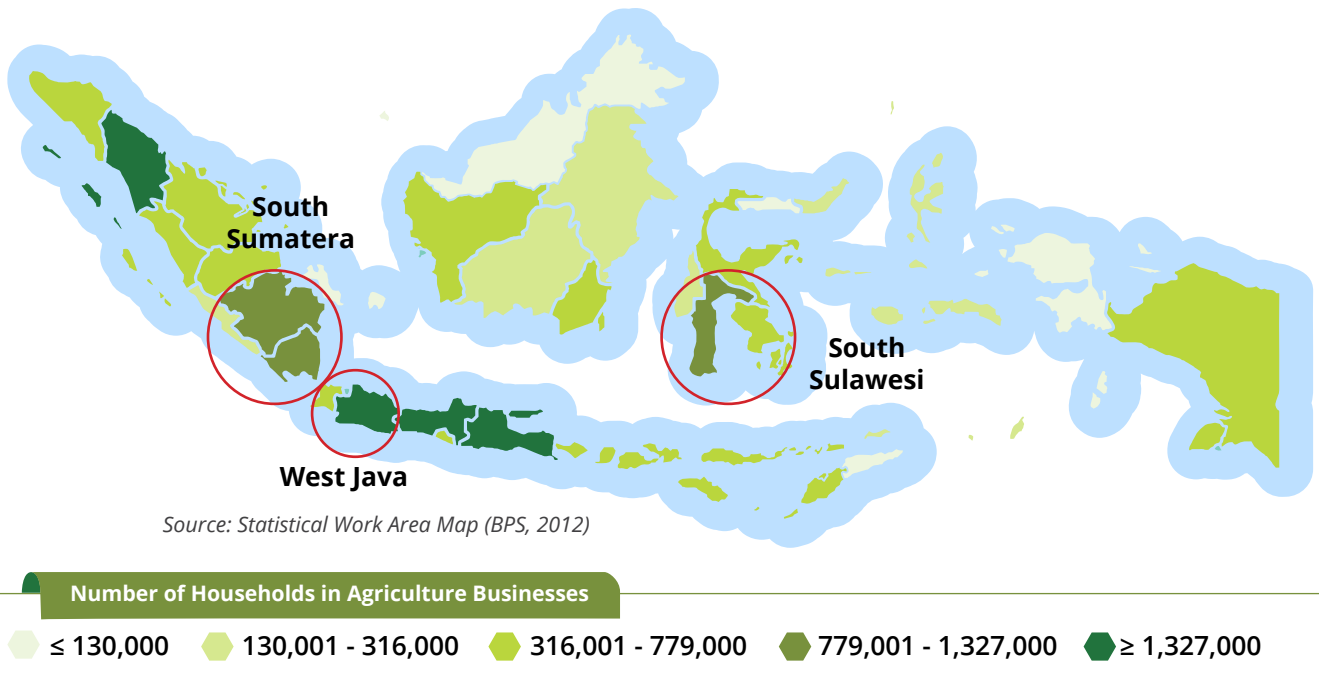 South
Sumatera
South
Sulawesi
West Java
Source: Statistical Work Area Map (BPS, 2012)
Number of Households in Agriculture Businesses
≤ 130,000
130,001 - 316,000
316,001 - 779,000
779,001 - 1,327,000
≥ 1,327,000